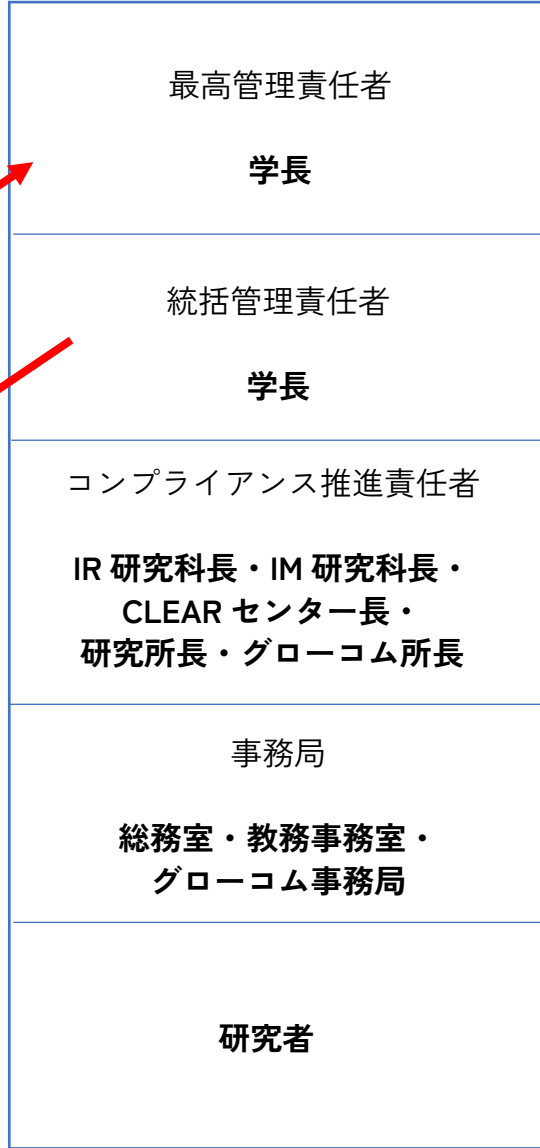 最高管理責任者
学長
統括管理責任者
学長
コンプライアンス推進責任者
IR 研究科長・IM 研究科長・
CLEAR センター長・
研究所長・グローコム所長
事務局
総務室・教務事務室・
グローコム事務局
研究者